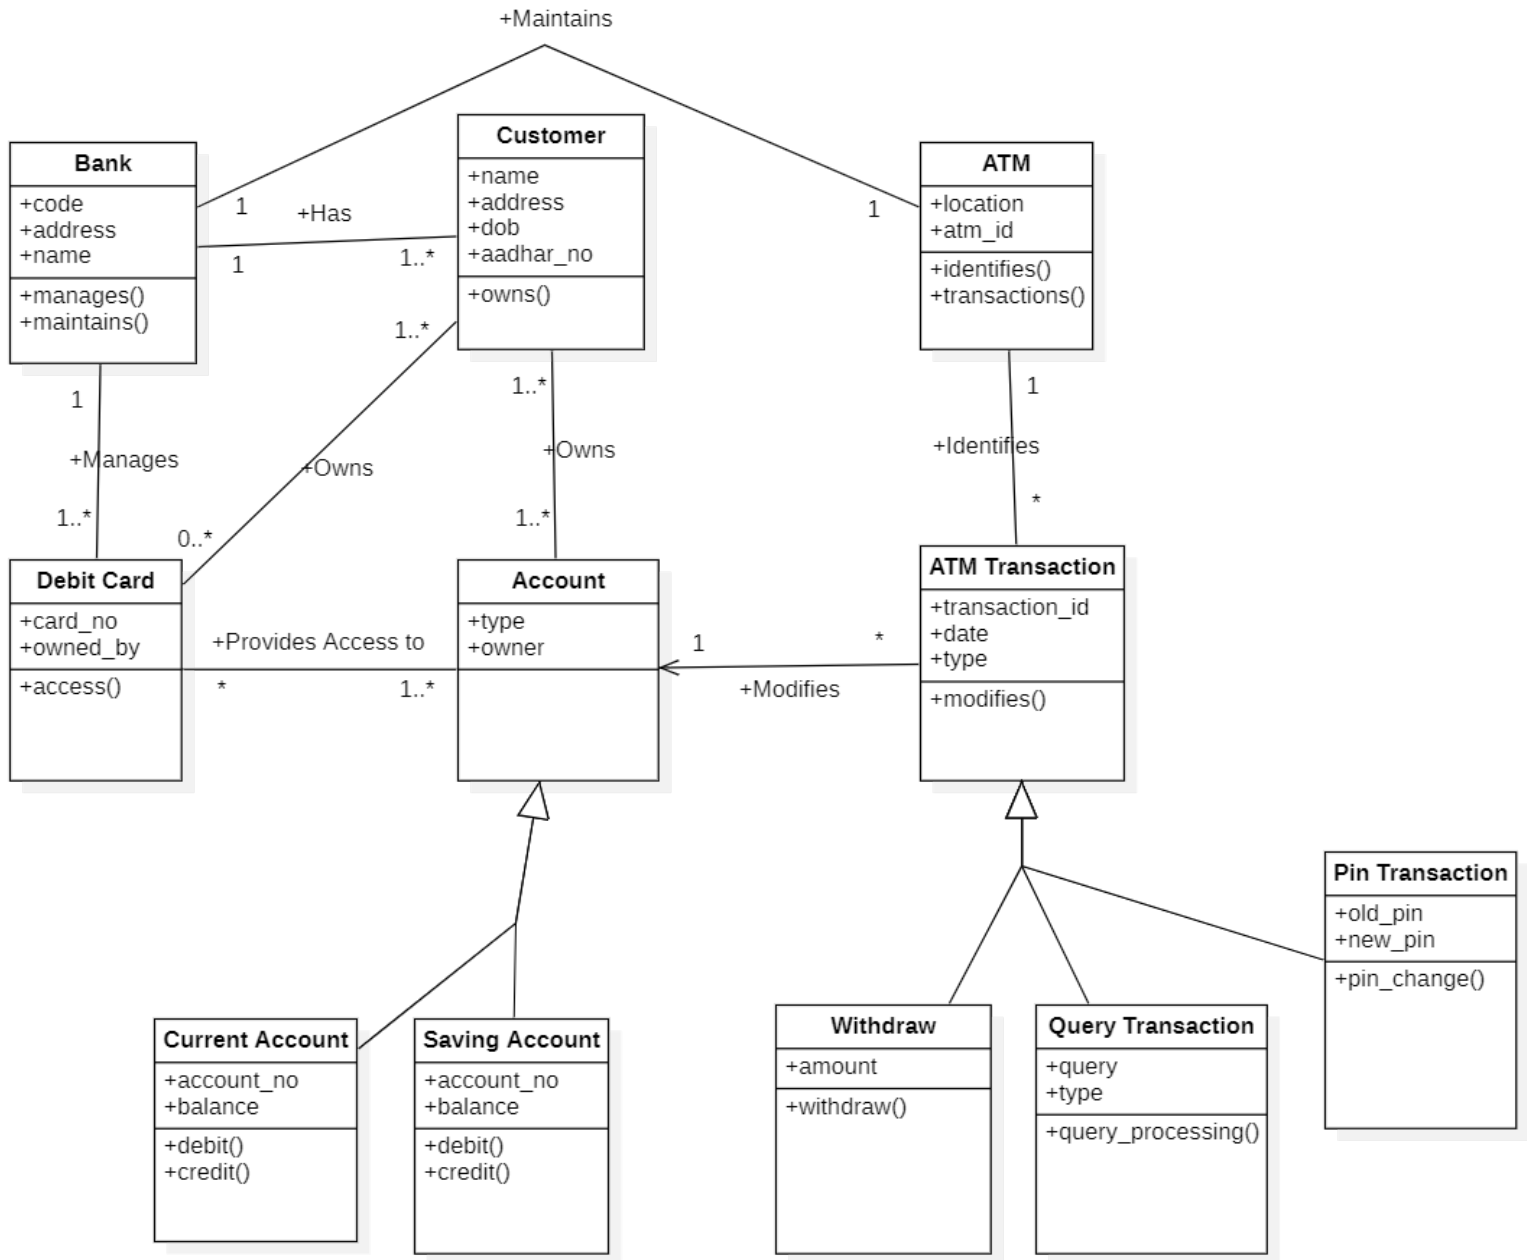 +Maintains
Bank
+code
+address
+name
+manages()
+maintains()
Customer
+name
+address
+dob
+aadhar_no
+owns()
ATM
+location
+atm_id
+identifies()
+transactions()
1
+Has
1
1
1..*
1..*
1
1..*
1
+Manages
+Owns
+Owns
+Identifies
1..*
0..*
1..*
*
Debit Card
+card_no
+owned_by
+access()
+Provides Access to
*
1..*
Account
+type
+owner
1
*
+Modifies
ATM Transaction
+transaction_id
+date
+type
+modifies()
Pin Transaction
+old_pin
+new_pin
+pin_change()
Current Account
+account_no
+balance
+debit()
+credit()
Saving Account
+account_no
+balance
+debit()
+credit()
Withdraw
+amount
+withdraw()
Query Transaction
+query
+type
+query_processing()